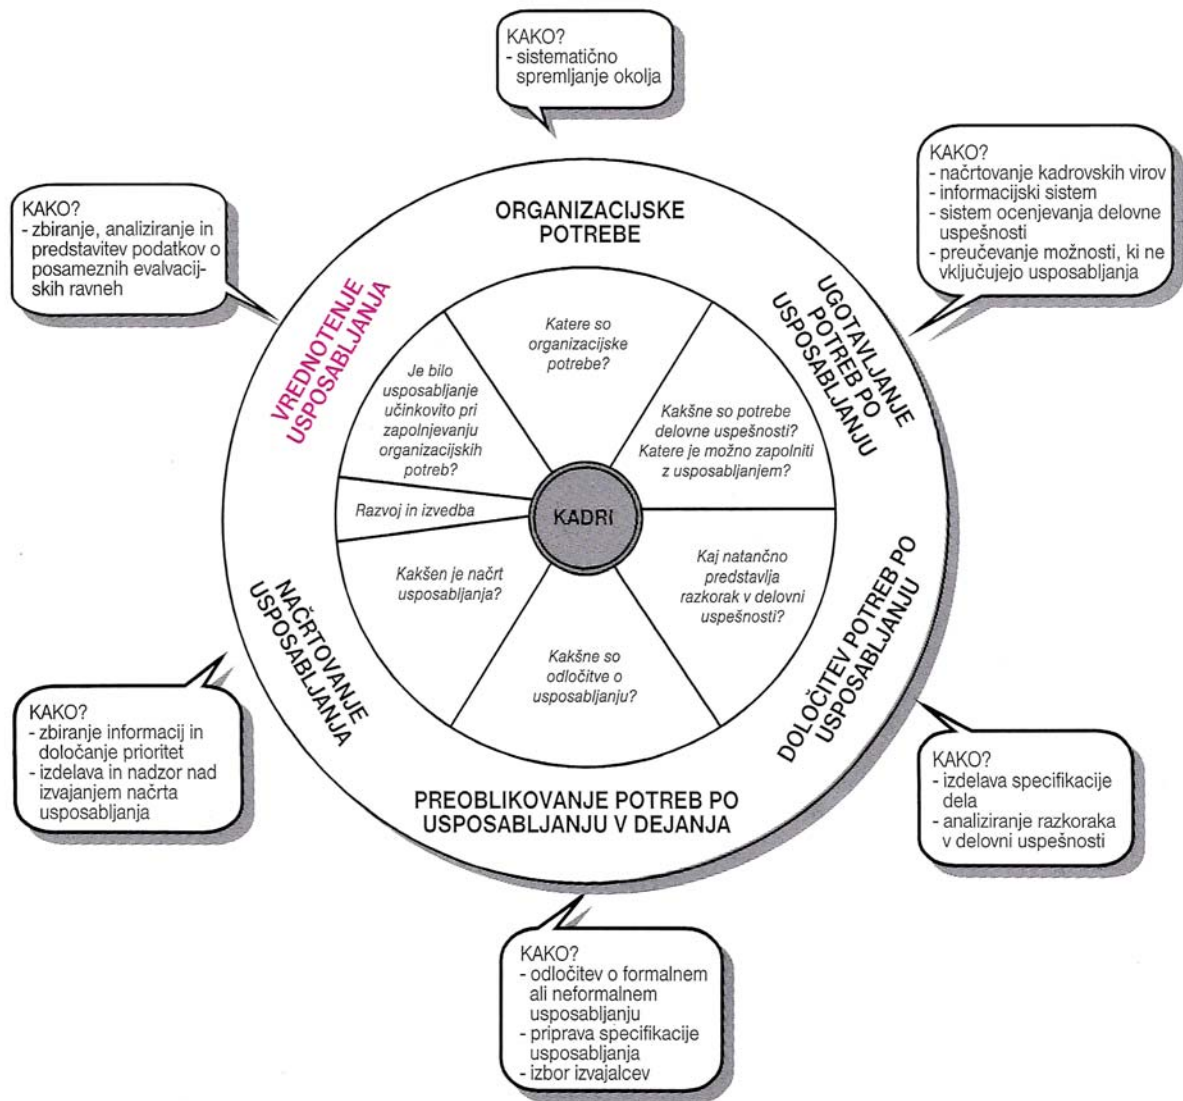 KAKO?
- sistematično
spremljanje okolja
KAKO?
- načrtovanje kadrovskih virov
- informacijski sistem
- sistem ocenjevanja delovne
uspešnosti
- preučevanje možnosti, ki ne
vključujejo usposabljanja
KAKO?
- zbiranje, analiziranje in
predstavitev podatkov o
posameznih evalvacij-
skih ravneh
ORGANIZACIJSKE
POTREBE
UGOTAVLJANJE
POTREB PO
USPOSABLJANJU
VREDNOTENJE
USPOSABLJANJA
Katere so
organizacijske
potrebe?
Je bilo
usposabljanje
učinkovito pri
zapolnjevanju
organizacijskih
potreb?
Kakšne so potrebe
delovne uspešnosti?
Katere je možno zapolniti
z usposabljanjem?
Razvoj in izvedba
KADRI
Kakšen je načrt
usposabljanja?
Kaj natančno
predstavlja
razkorak v delovni
uspešnosti?
Kakšne so
odločitve o
usposabljanju?
NAČRTOVANJE
USPOSABLJANJA
DOLOČITEV POTREB PO
USPOSABLJANJU
PREOBLIKOVANJE POTREB PO
USPOSABLJANJU V DEJANJA
KAKO?
- zbiranje informacij in
določanje prioritet
- izdelava in nadzor nad
izvajanjem načrta
usposabljanja
KAKO?
- izdelava specifikacije
dela
- analiziranje razkoraka
v delovni uspešnosti
KAKO?
- odločitev o formalnem
ali neformalnem
usposabljanju
- priprava specifikacije
usposabljanja
- izbor izvajalcev